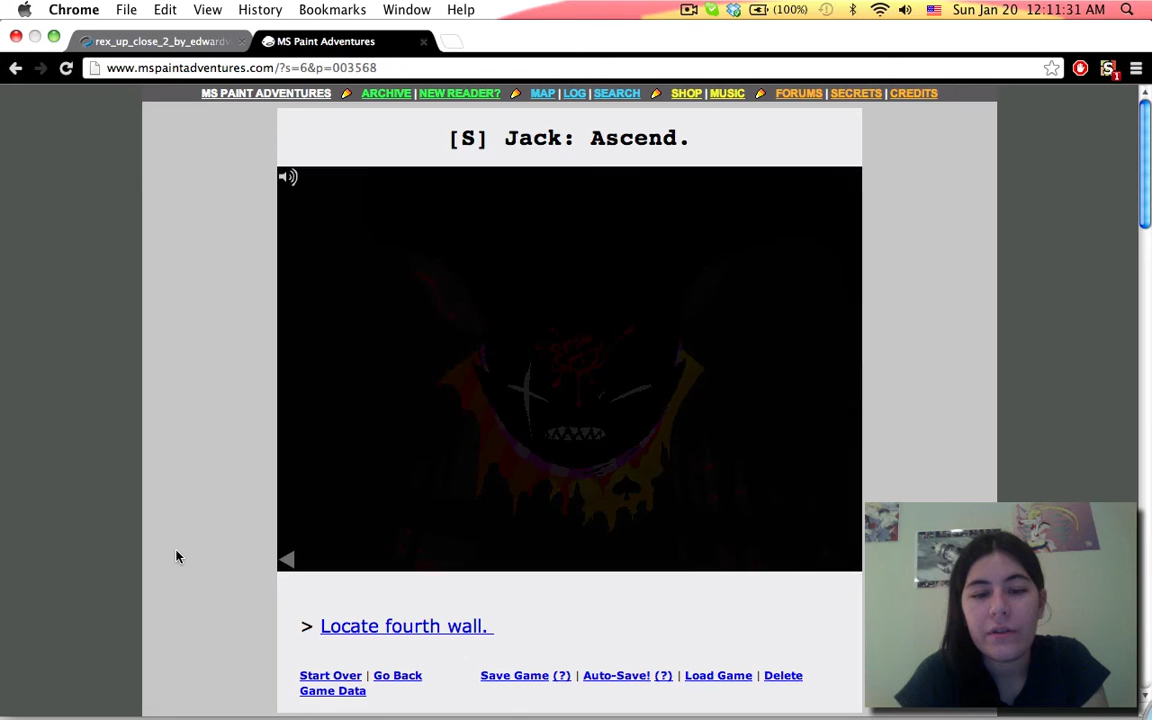 Chrome File Edit View History Bookmarks Window Help (100%) Sun Jan 20 12:11:31 AM
rex_up_close_2_by_edwardv MS Paint Adventures
www.mspaintadventures.com/?s=6&p=003568
MS PAINT ADVENTURES ARCHIVE | NEW READER? MAP | LOG | SEARCH SHOP | MUSIC FORUMS | SECRETS | CREDITS
[S] Jack: Ascend.
> Locate fourth wall.
Start Over | Go Back Save Game (?) | Auto-Save! (?) | Load Game | Delete
Game Data